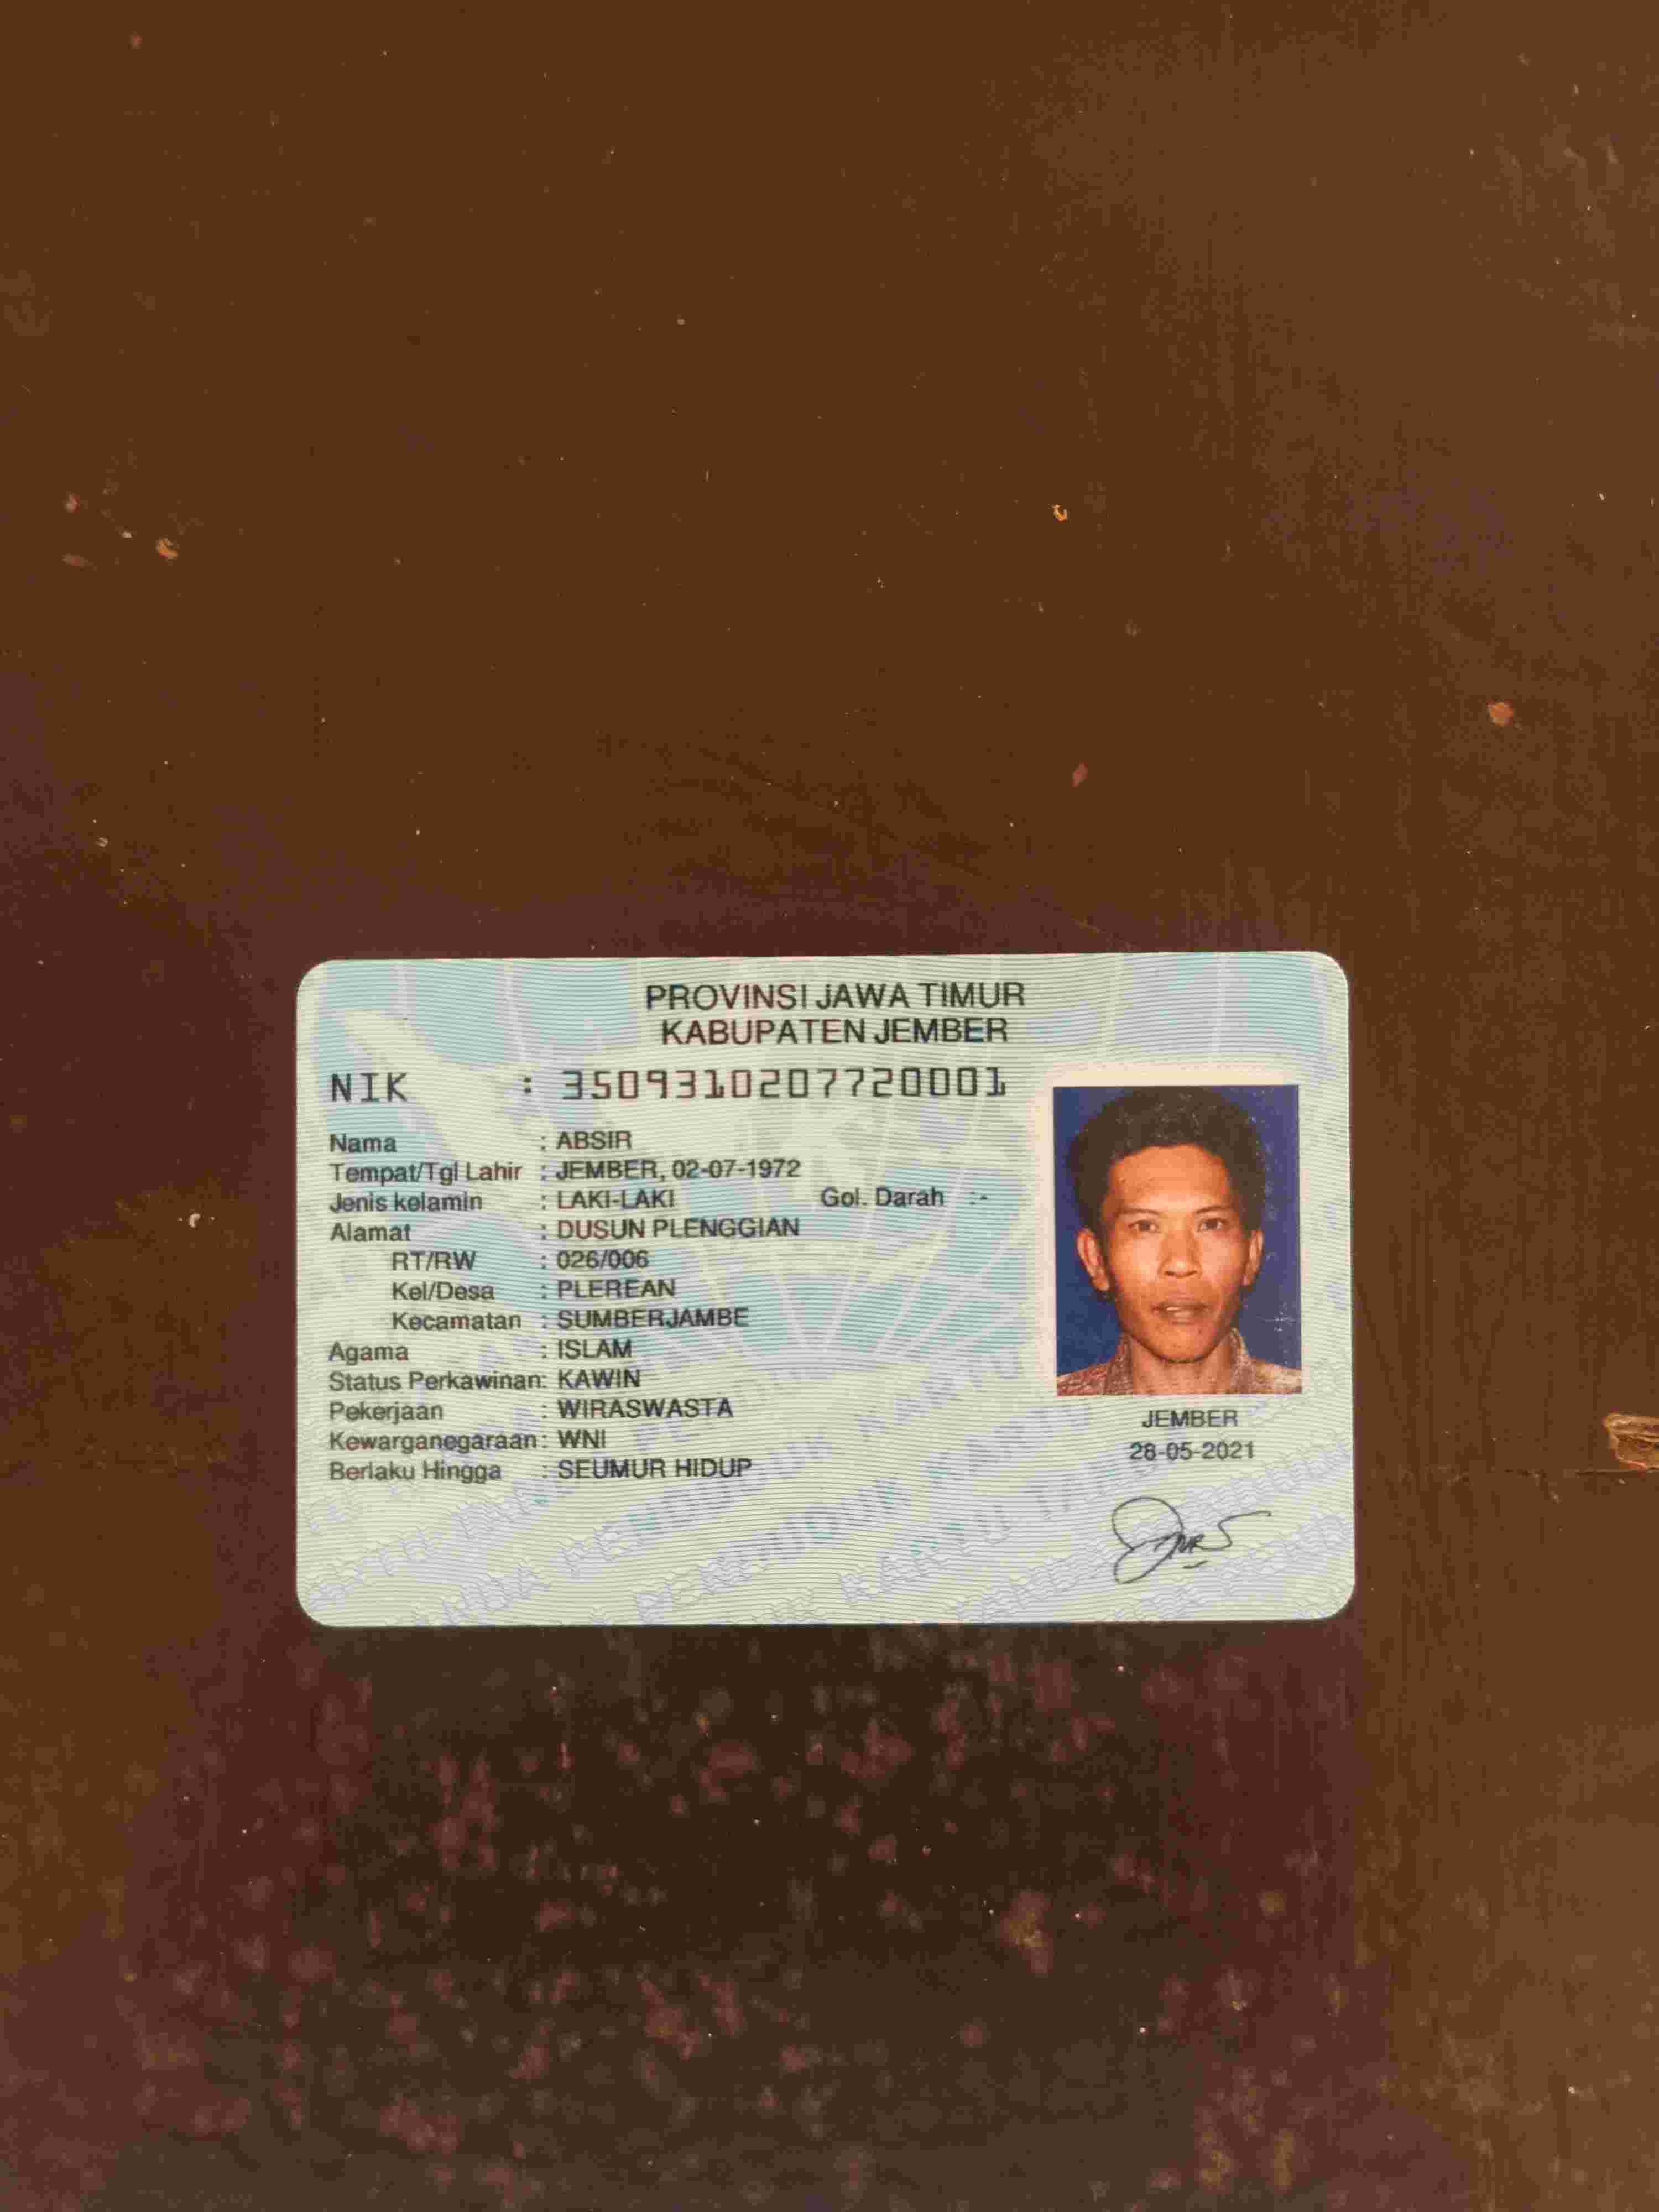 PROVINSI JAWA TIMUR
KABUPATEN JEMBER
NIK : 3509310207720001
Nama : ABSIR
Tempat/Tgl Lahir : JEMBER, 02-07-1972
Jenis kelamin : LAKI-LAKI Gol. Darah :-
Alamat : DUSUN PLENGGIAN
RT/RW : 026/006
Kel/Desa : PLEREAN
Kecamatan : SUMBERJAMBE
Agama : ISLAM
Status Perkawinan: KAWIN
Pekerjaan : WIRASWASTA
Kewarganegaraan: WNI
Berlaku Hingga : SEUMUR HIDUP
JEMBER
28-05-2021